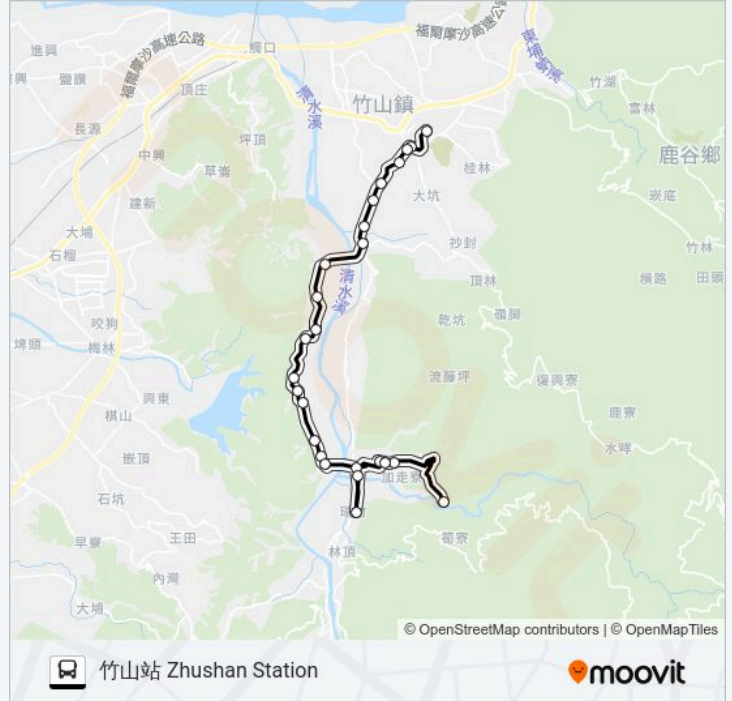 福爾摩沙高速公路
進興
觸口
福爾摩沙高速公路
東埔蚋溪
鹽讚
頂庄
清水溪
竹山鎮
竹湖
富林
長源
坪頂
中興
草崙
桂林
鹿谷鄉
建新
大坑
崁底
大埔
石榴
抄封
竹林
清水溪
頂林
橫路
田頭
咬狗
乾坑
嶺腳
埤頭
梅林
流藤坪
復興寮
興東
棋山
鹿寮
水哮
嵌頂
石坑
加走寮
早寮
王田
筍寮
林頂
內灣
大埔
© OpenStreetMap contributors | © OpenMapTiles
竹山站 Zhushan Station
moovit